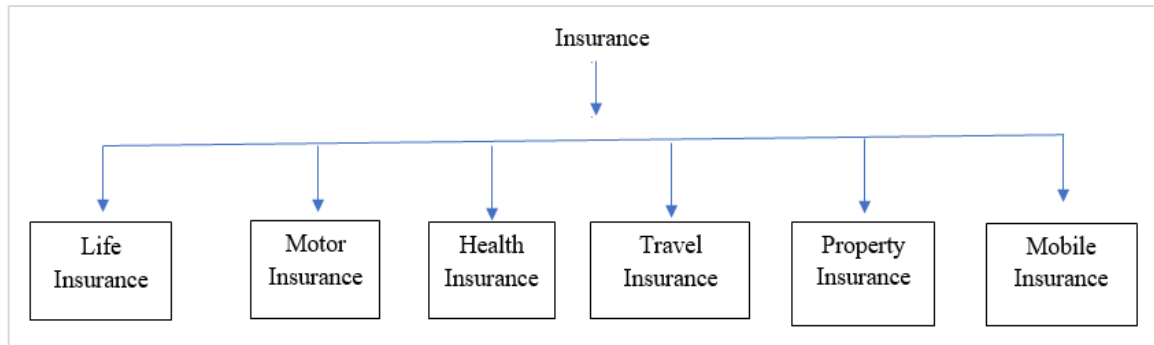 Insurance
Life
Insurance
Motor
Insurance
Health
Insurance
Travel
Insurance
Property
Insurance
Mobile
Insurance